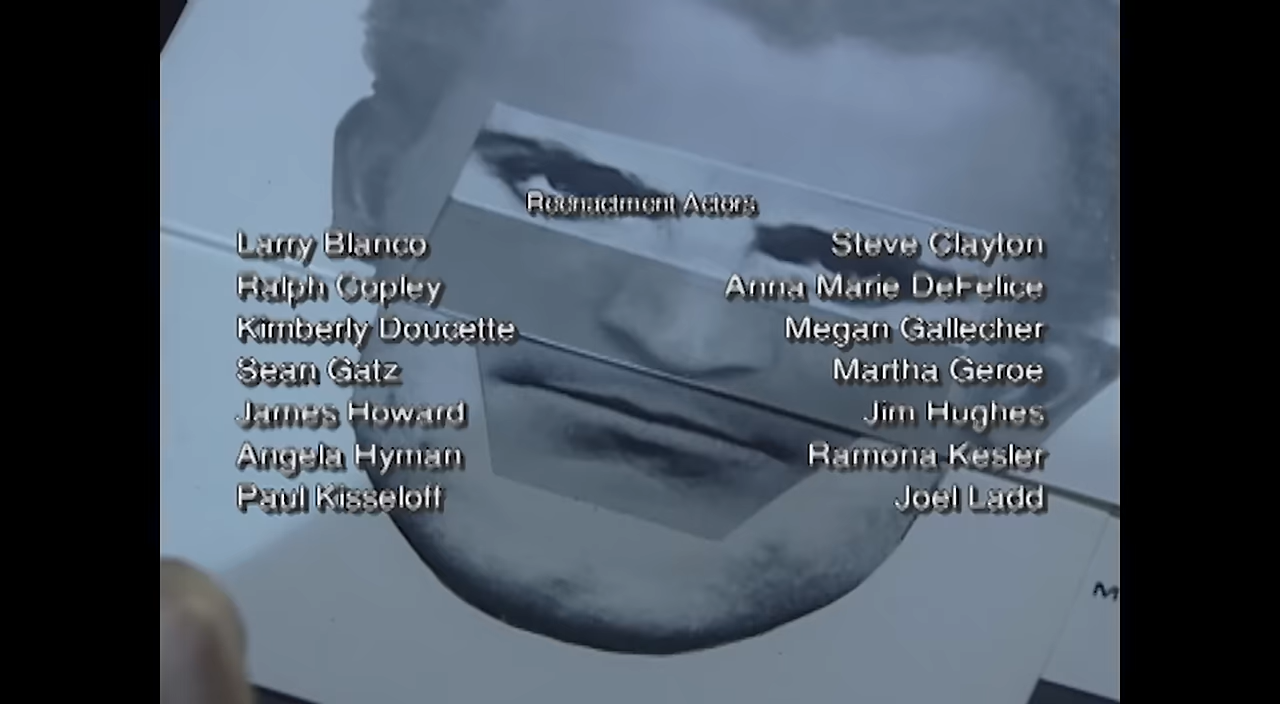 Reenactment Actors
Larry Blanco Steve Clayton
Ralph Copley Anna Marie DeFelice
Kimberly Doucette Megan Gallecher
Sean Gatz Martha Geroe
James Howard Jim Hughes
Angela Hyman Ramona Kesler
Paul Kisseloff Joel Ladd
M